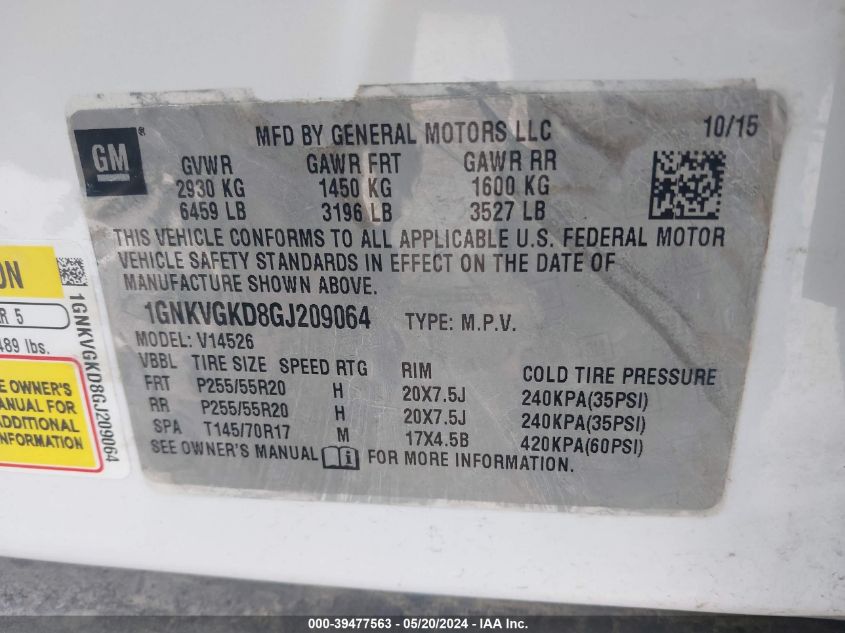 GM ®
MFD BY GENERAL MOTORS LLC 10/15
GVWR GAWR FRT GAWR RR
2930 KG 1450 KG 1600 KG
6459 LB 3196 LB 3527 LB
THIS VEHICLE CONFORMS TO ALL APPLICABLE U.S. FEDERAL MOTOR
VEHICLE SAFETY STANDARDS IN EFFECT ON THE DATE OF
MANUFACTURE SHOWN ABOVE.
1GNKVGKD8GJ209064 TYPE: M.P.V.
MODEL: V14526
VBBL TIRE SIZE SPEED RTG RIM COLD TIRE PRESSURE
FRT P255/55R20 H 20X7.5J 240KPA(35PSI)
RR P255/55R20 H 20X7.5J 240KPA(35PSI)
SPA T145/70R17 M 17X4.5B 420KPA(60PSI)
SEE OWNER'S MANUAL i FOR MORE INFORMATION.
ON
R 5
489 lbs.
E OWNER'S
ANUAL FOR
ADDITIONAL
INFORMATION
1GNKVGKD8GJ209064
000-39477563 - 05/20/2024 - IAA Inc.